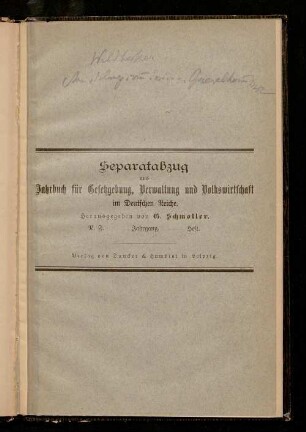 Separatabzug
aus
Jahrbuch für Gesetzgebung, Verwaltung und Volkswirtschaft
im Deutschen Reiche.
Herausgegeben von G. Schmoller.
N. F. Jahrgang. Heft.
Verlag von Duncker & Humblot in Leipzig.